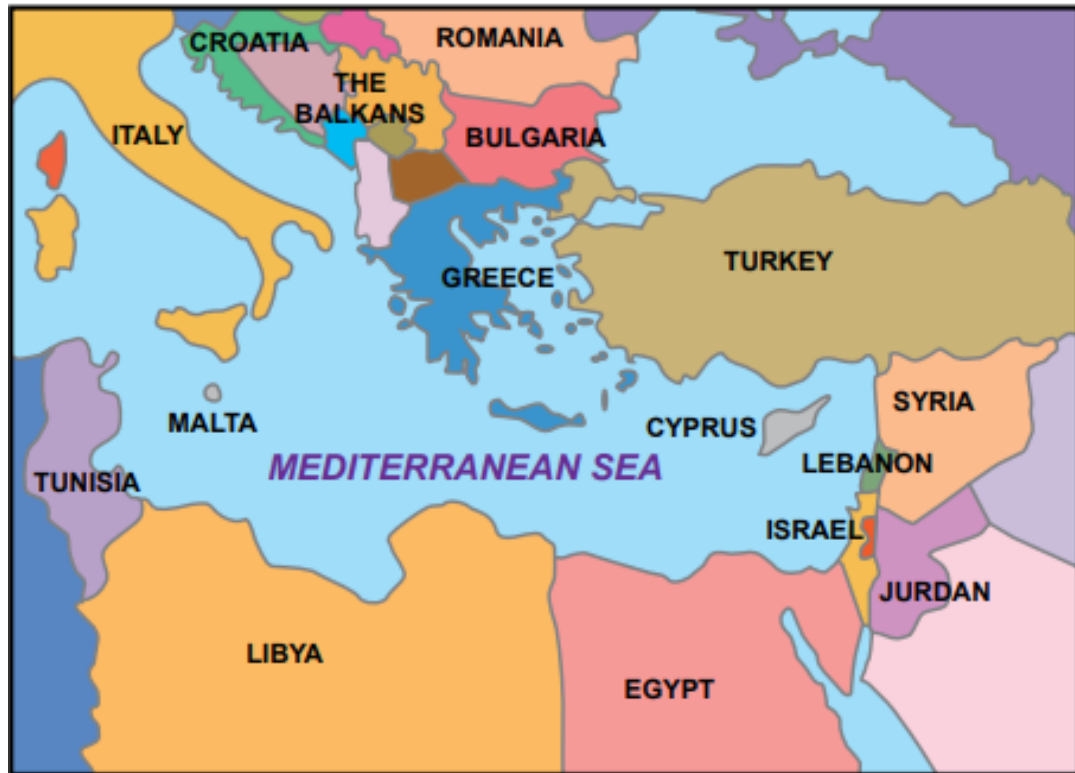 ROMANIA
CROATIA
THE
BALKANS
ITALY
BULGARIA
TURKEY
GREECE
SYRIA
MALTA
CYPRUS
LEBANON
MEDITERRANEAN SEA
TUNISIA
ISRAEL
JURDAN
LIBYA
EGYPT